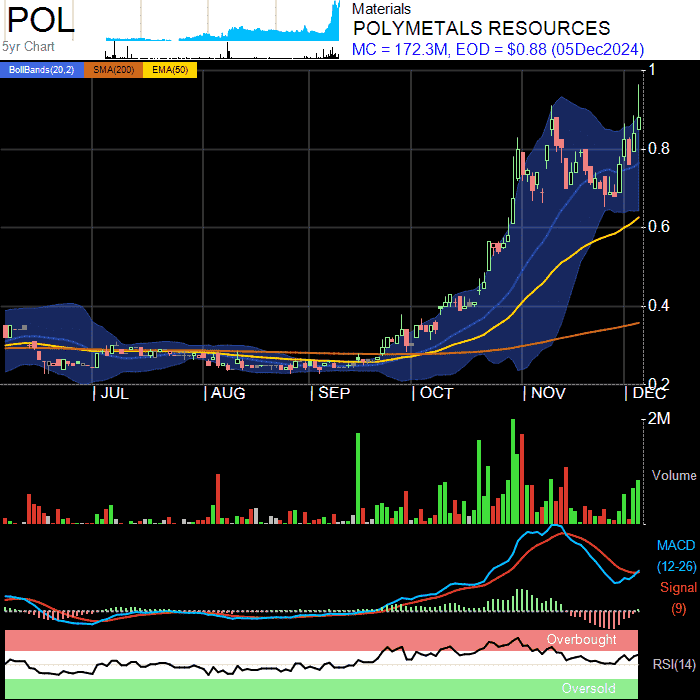 POL
5yr Chart
Materials
POLYMETALS RESOURCES
MC = 172.3M, EOD = $0.88 (05Dec2024)
BollBands(20,2) SMA(200) EMA(50)
1
0.8
0.6
0.4
0.2
JUL AUG SEP OCT NOV DEC
2M
Volume
MACD
(12-26)
Signal
(9)
Overbought
RSI(14)
Oversold